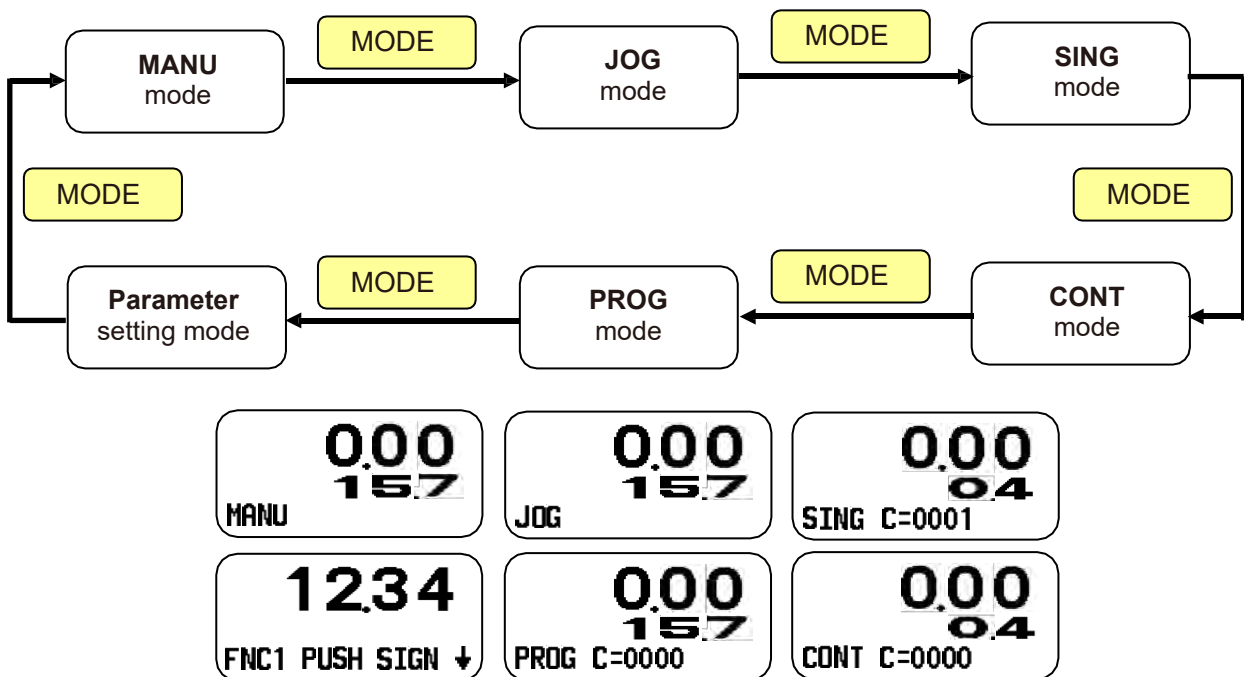 MODE
MODE
MANU
mode
JOG
mode
SING
mode
MODE
MODE
Parameter
setting mode
MODE
PROG
mode
MODE
CONT
mode
0.00
15.7
MANU
0.00
15.7
JOG
0.00
0.4
SING C=0001
12.34
FNC1 PUSH SIGN ↓
0.00
15.7
PROG C=0000
0.00
0.4
CONT C=0000